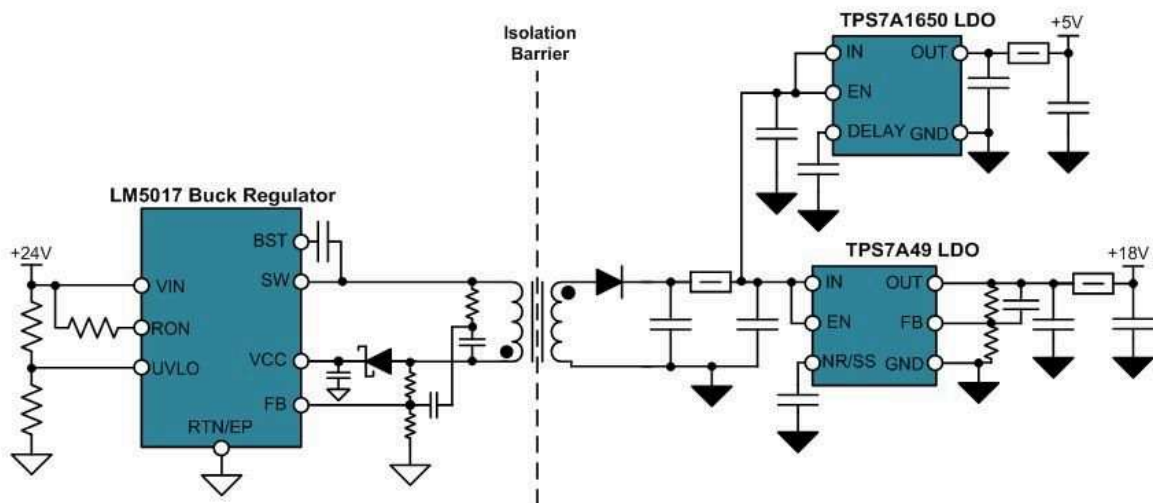 TPS7A1650 LDO
+5V
IN
OUT
EN
DELAY
GND
Isolation
Barrier
LM5017 Buck Regulator
+24V
BST
VIN
SW
RON
VCC
UVLO
FB
RTN/EP
TPS7A49 LDO
+18V
IN
OUT
EN
FB
NR/SS
GND